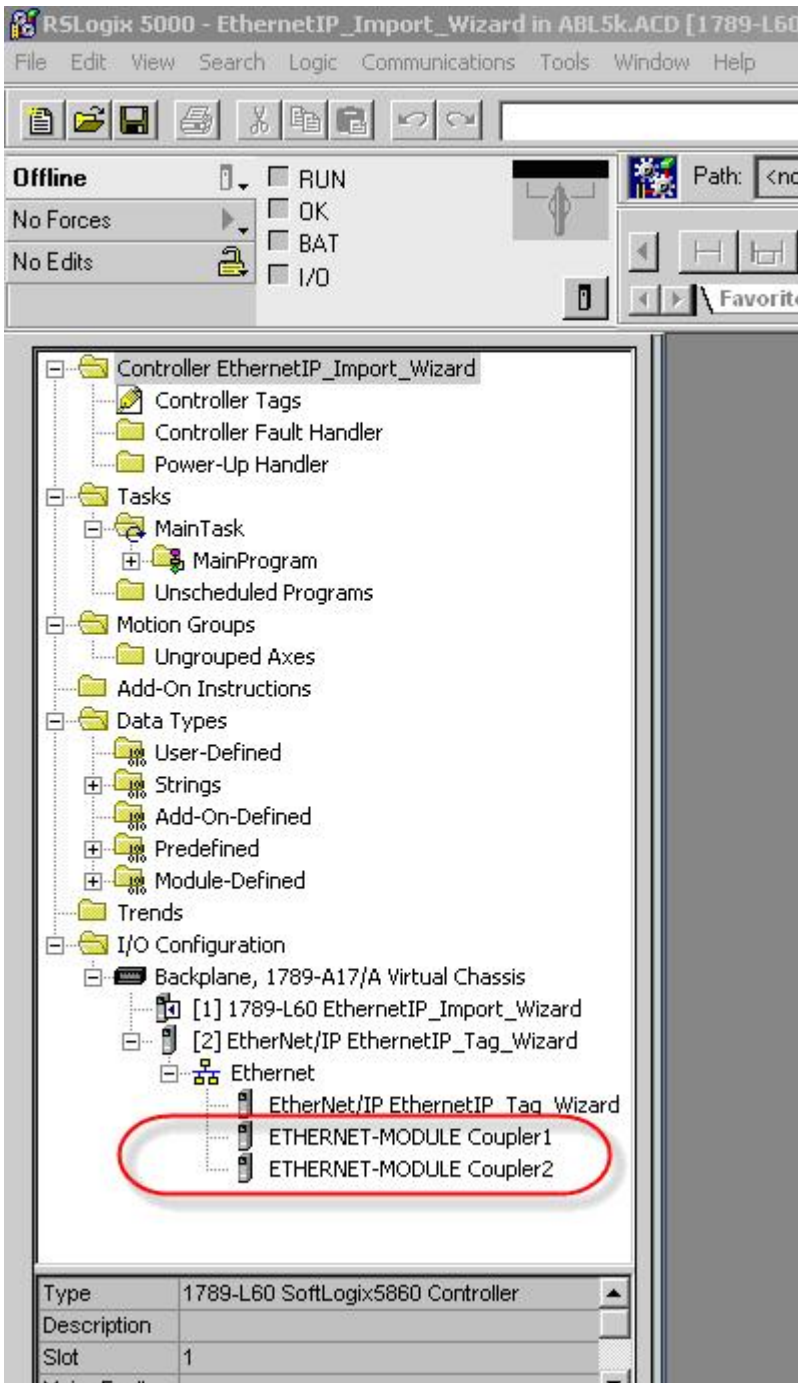 RSLogix 5000 - EthernetIP_Import_Wizard in ABL5k.ACD [1789-L60
File Edit View Search Logic Communications Tools Window Help
Offline
RUN
Path: <no
No Forces
OK
BAT
No Edits
I/O
Favorite
Controller EthernetIP_Import_Wizard
Controller Tags
Controller Fault Handler
Power-Up Handler
Tasks
MainTask
MainProgram
Unscheduled Programs
Motion Groups
Ungrouped Axes
Add-On Instructions
Data Types
User-Defined
Strings
Add-On-Defined
Predefined
Module-Defined
Trends
I/O Configuration
Backplane, 1789-A17/A Virtual Chassis
[1] 1789-L60 EthernetIP_Import_Wizard
[2] EtherNet/IP EthernetIP_Tag_Wizard
Ethernet
EtherNet/IP EthernetIP_Tag_Wizard
ETHERNET-MODULE Coupler1
ETHERNET-MODULE Coupler2
Type 1789-L60 SoftLogix5860 Controller
Description
Slot 1